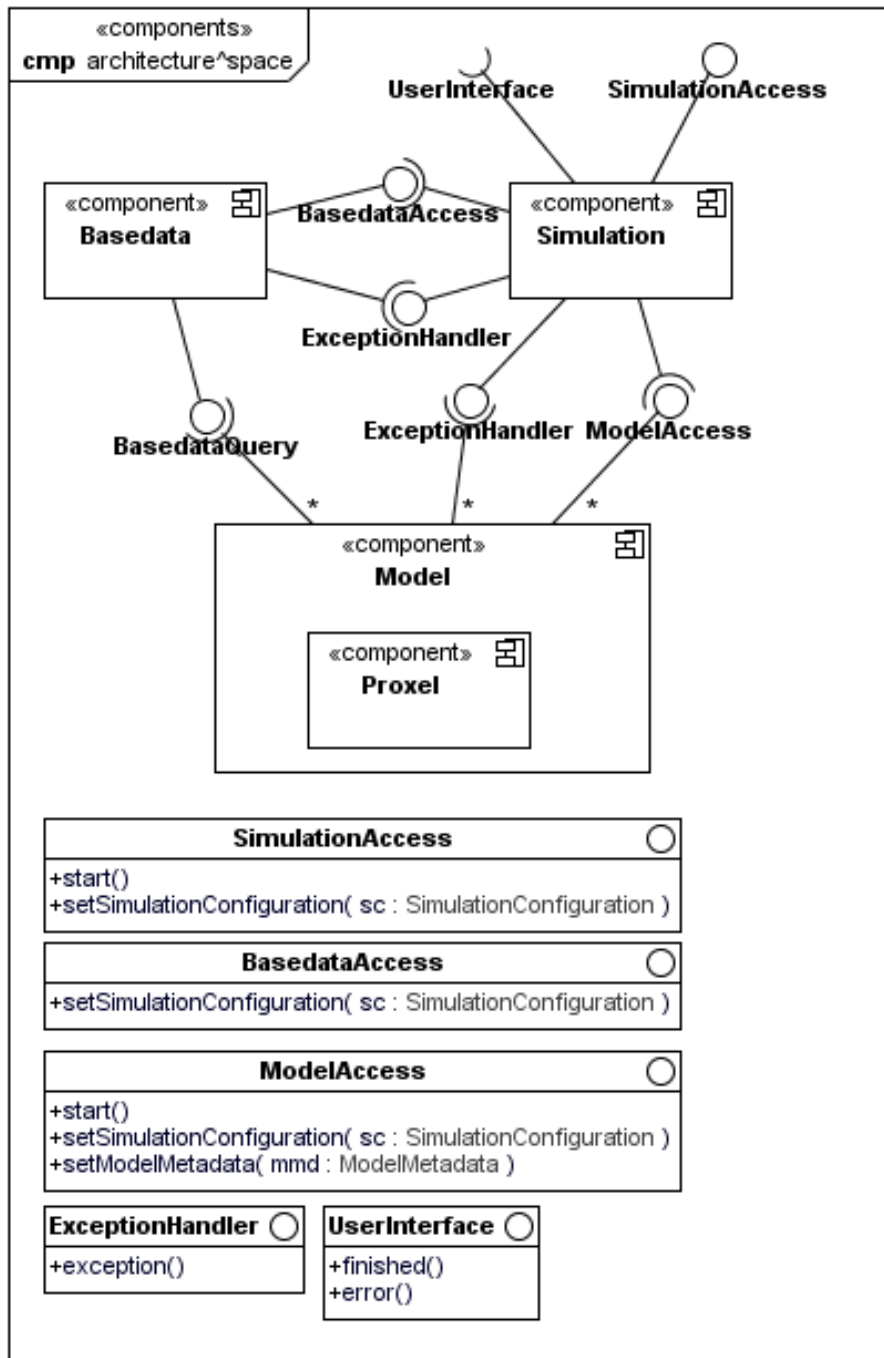 «components»
cmp architecture^space
UserInterface
SimulationAccess
«component»
Basedata
BasedataAccess
«component»
Simulation
ExceptionHandler
BasedataQuery
ExceptionHandler
ModelAccess
*
*
*
«component»
Model
«component»
Proxel
SimulationAccess
+start()
+setSimulationConfiguration( sc : SimulationConfiguration )
BasedataAccess
+setSimulationConfiguration( sc : SimulationConfiguration )
ModelAccess
+start()
+setSimulationConfiguration( sc : SimulationConfiguration )
+setModelMetadata( mmd : ModelMetadata )
ExceptionHandler
+exception()
UserInterface
+finished()
+error()